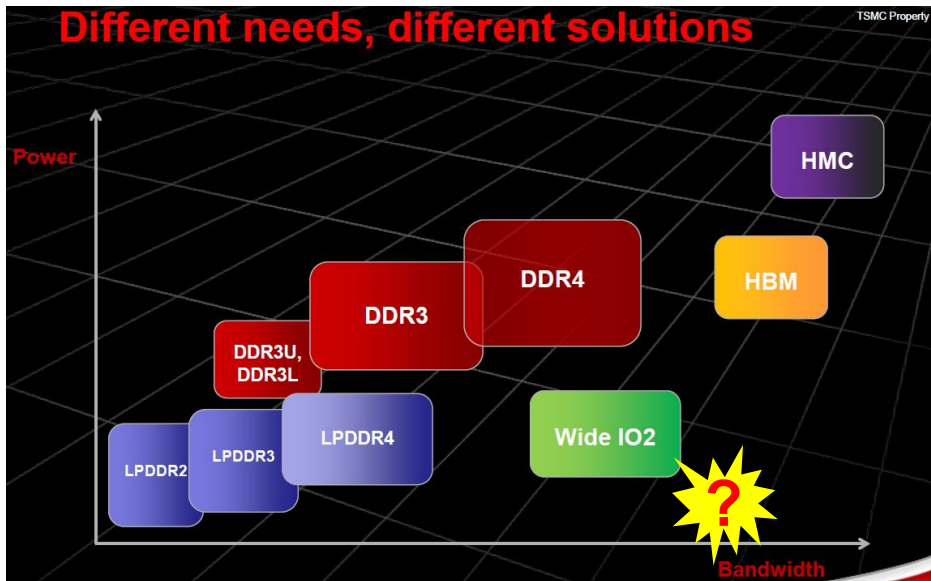 Different needs, different solutions
TSMC Property
Power
HMC
HBM
DDR4
DDR3
DDR3U,
DDR3L
LPDDR4
LPDDR3
LPDDR2
Wide IO2
?
Bandwidth